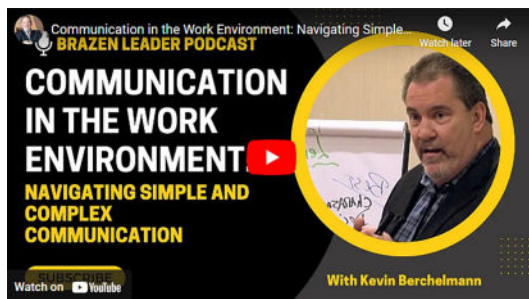 Communication in the Work Environment: Navigating Simple...
Watch later
Share
BRAZEN LEADER PODCAST
COMMUNICATION
IN THE WORK
ENVIRONMENT:
NAVIGATING SIMPLE AND
COMPLEX
COMMUNICATION
SUBSCRIBE
Watch on YouTube
With Kevin Berchelmann